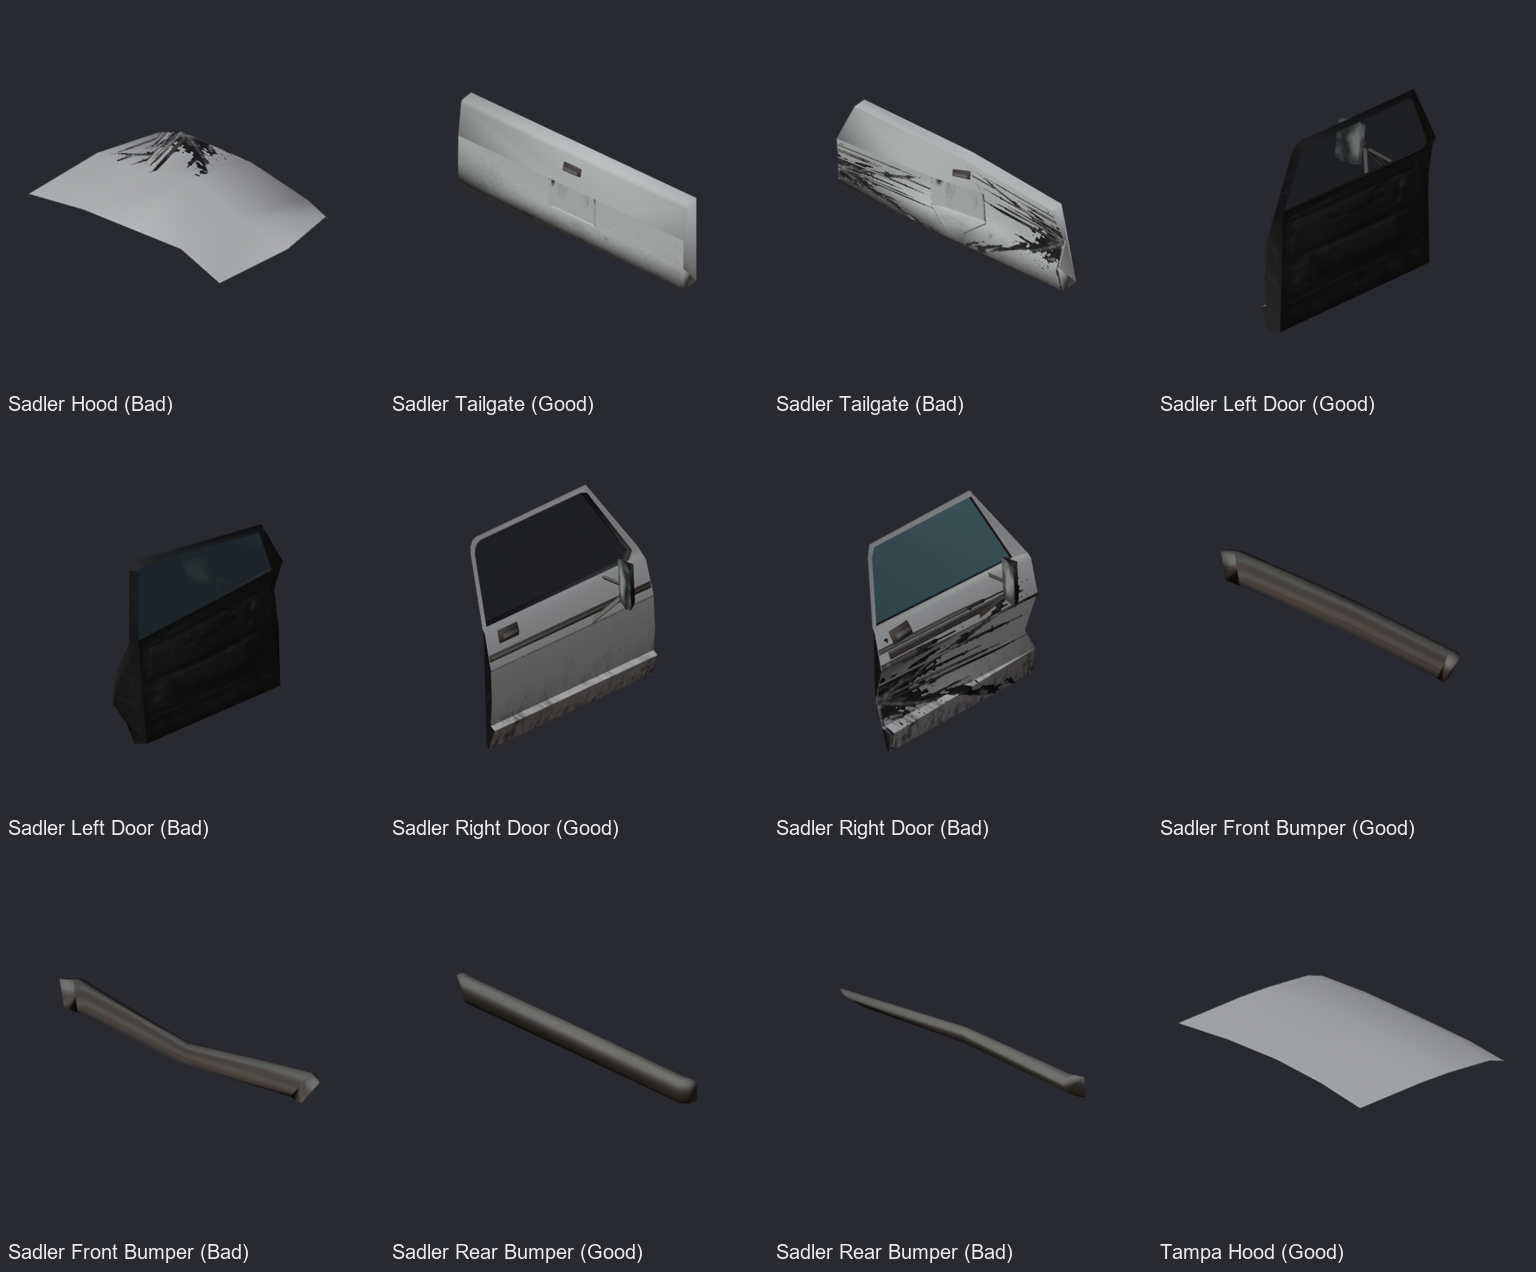 Sadler Hood (Bad)
Sadler Tailgate (Good)
Sadler Tailgate (Bad)
Sadler Left Door (Good)
Sadler Left Door (Bad)
Sadler Right Door (Good)
Sadler Right Door (Bad)
Sadler Front Bumper (Good)
Sadler Front Bumper (Bad)
Sadler Rear Bumper (Good)
Sadler Rear Bumper (Bad)
Tampa Hood (Good)